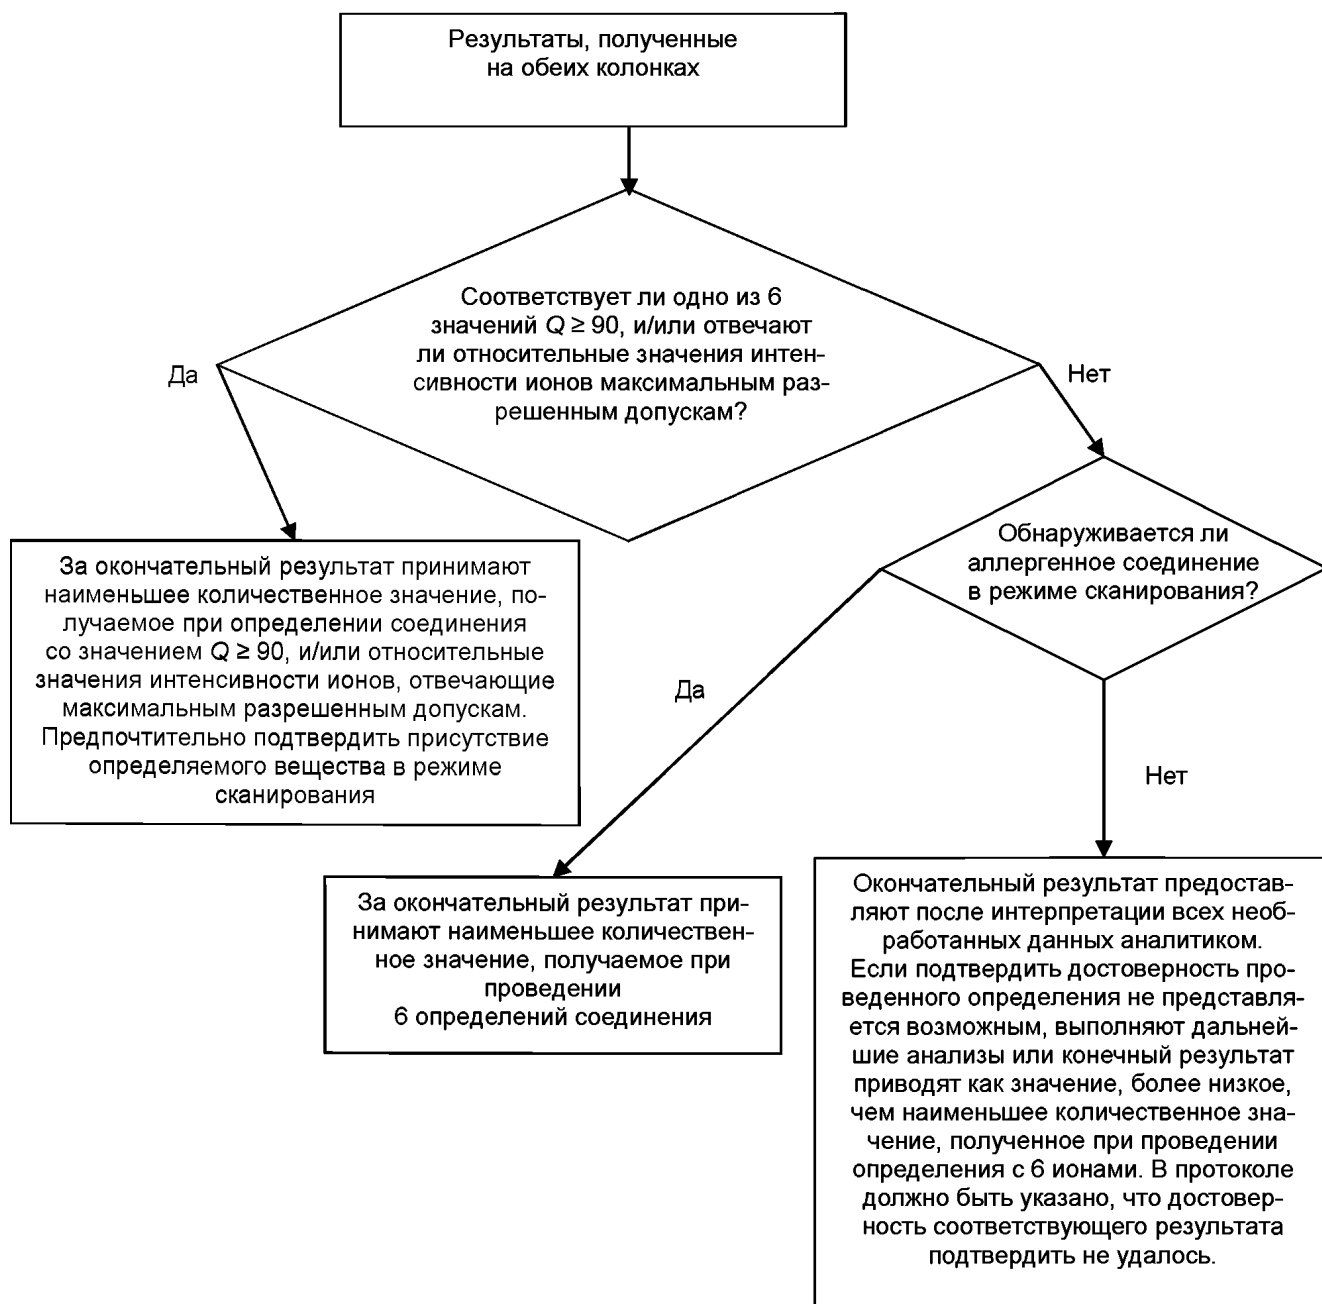 Результаты, полученные
на обеих колонках
Соответствует ли одно из 6
значений Q ≥ 90, и/или отвечают
ли относительные значения интен-
сивности ионов максимальным раз-
решенным допускам?
Да
Нет
Обнаруживается ли
аллергенное соединение
в режиме сканирования?
За окончательный результат принимают
наименьшее количественное значение, по-
лучаемое при определении соединения
со значением Q ≥ 90, и/или относительные
значения интенсивности ионов, отвечающие
максимальным разрешенным допускам.
Предпочтительно подтвердить присутствие
определяемого вещества в режиме
сканирования
Да
Нет
За окончательный результат при-
нимают наименьшее количествен-
ное значение, получаемое при
проведении
6 определений соединения
Окончательный результат предостав-
ляют после интерпретации всех необ-
работанных данных аналитиком.
Если подтвердить достоверность про-
веденного определения не представля-
ется возможным, выполняют дальней-
шие анализы или конечный результат
приводят как значение, более низкое,
чем наименьшее количественное зна-
чение, полученное при проведении
определения с 6 ионами. В протоколе
должно быть указано, что достовер-
ность соответствующего результата
подтвердить не удалось.